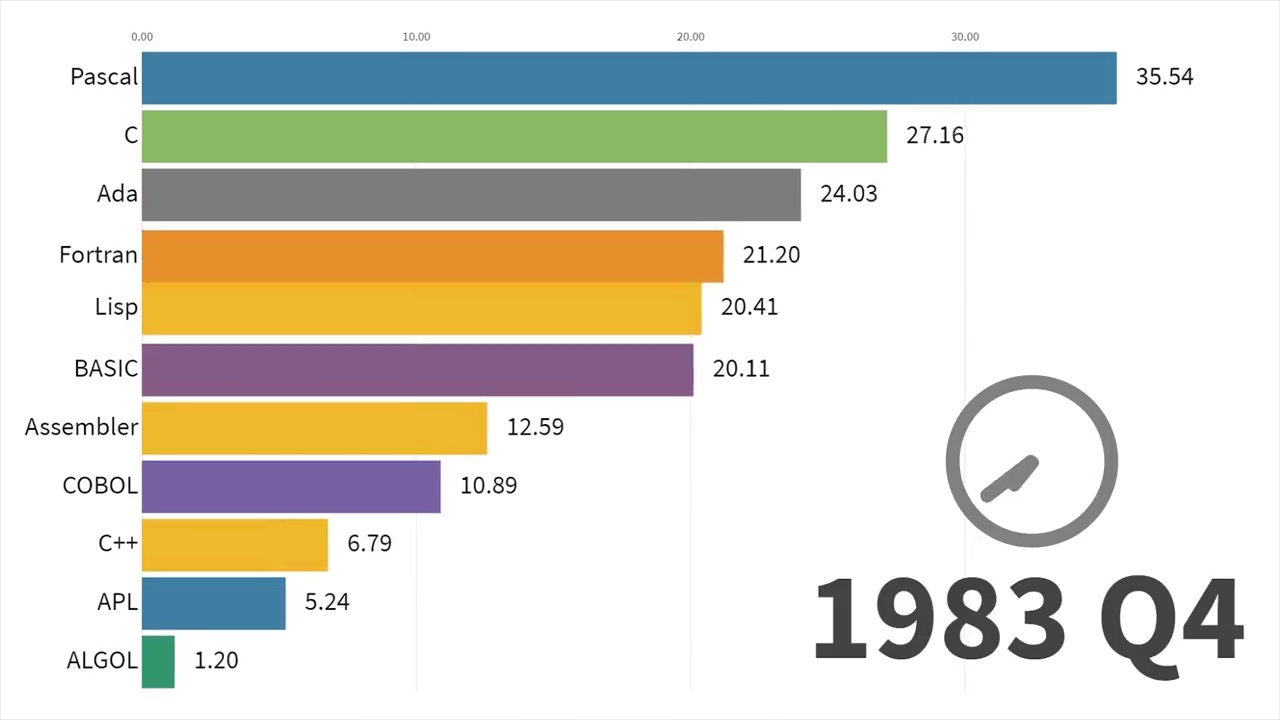 0.00 10.00 20.00 30.00
Pascal 35.54
C 27.16
Ada 24.03
Fortran 21.20
Lisp 20.41
BASIC 20.11
Assembler 12.59
COBOL 10.89
C++ 6.79
APL 5.24
ALGOL 1.20
1983 Q4